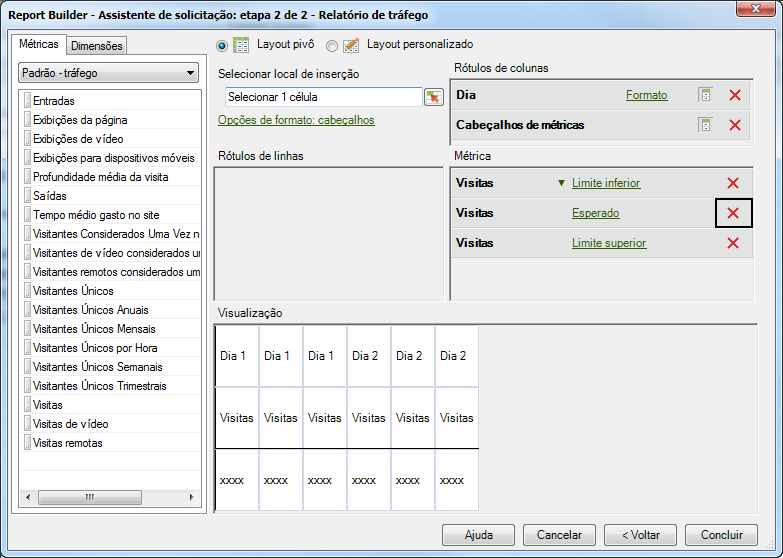 Report Builder - Assistente de solicitação: etapa 2 de 2 - Relatório de tráfego
Métricas
Dimensões
Padrão - tráfego
Entradas
Exibições da página
Exibições de vídeo
Exibições para dispositivos móveis
Profundidade média da visita
Saídas
Tempo médio gasto no site
Visitantes Considerados Uma Vez n
Visitantes de vídeo considerados un
Visitantes remotos considerados um
Visitantes Únicos
Visitantes Únicos Anuais
Visitantes Únicos Mensais
Visitantes Únicos por Hora
Visitantes Únicos Semanais
Visitantes Únicos Trimestrais
Visitas
Visitas de vídeo
Visitas remotas
Layout pivô
Layout personalizado
Selecionar local de inserção
Selecionar 1 célula
Opções de formato: cabeçalhos
Rótulos de colunas
Dia Formato
Cabeçalhos de métricas
Rótulos de linhas
Métrica
Visitas Limite inferior
Visitas Esperado
Visitas Limite superior
Visualização
Dia 1 Dia 1 Dia 1 Dia 2 Dia 2 Dia 2
Visitas Visitas Visitas Visitas Visitas Visitas
xxxx xxxx xxxx xxxx xxxx xxxx
Ajuda Cancelar < Voltar Concluir